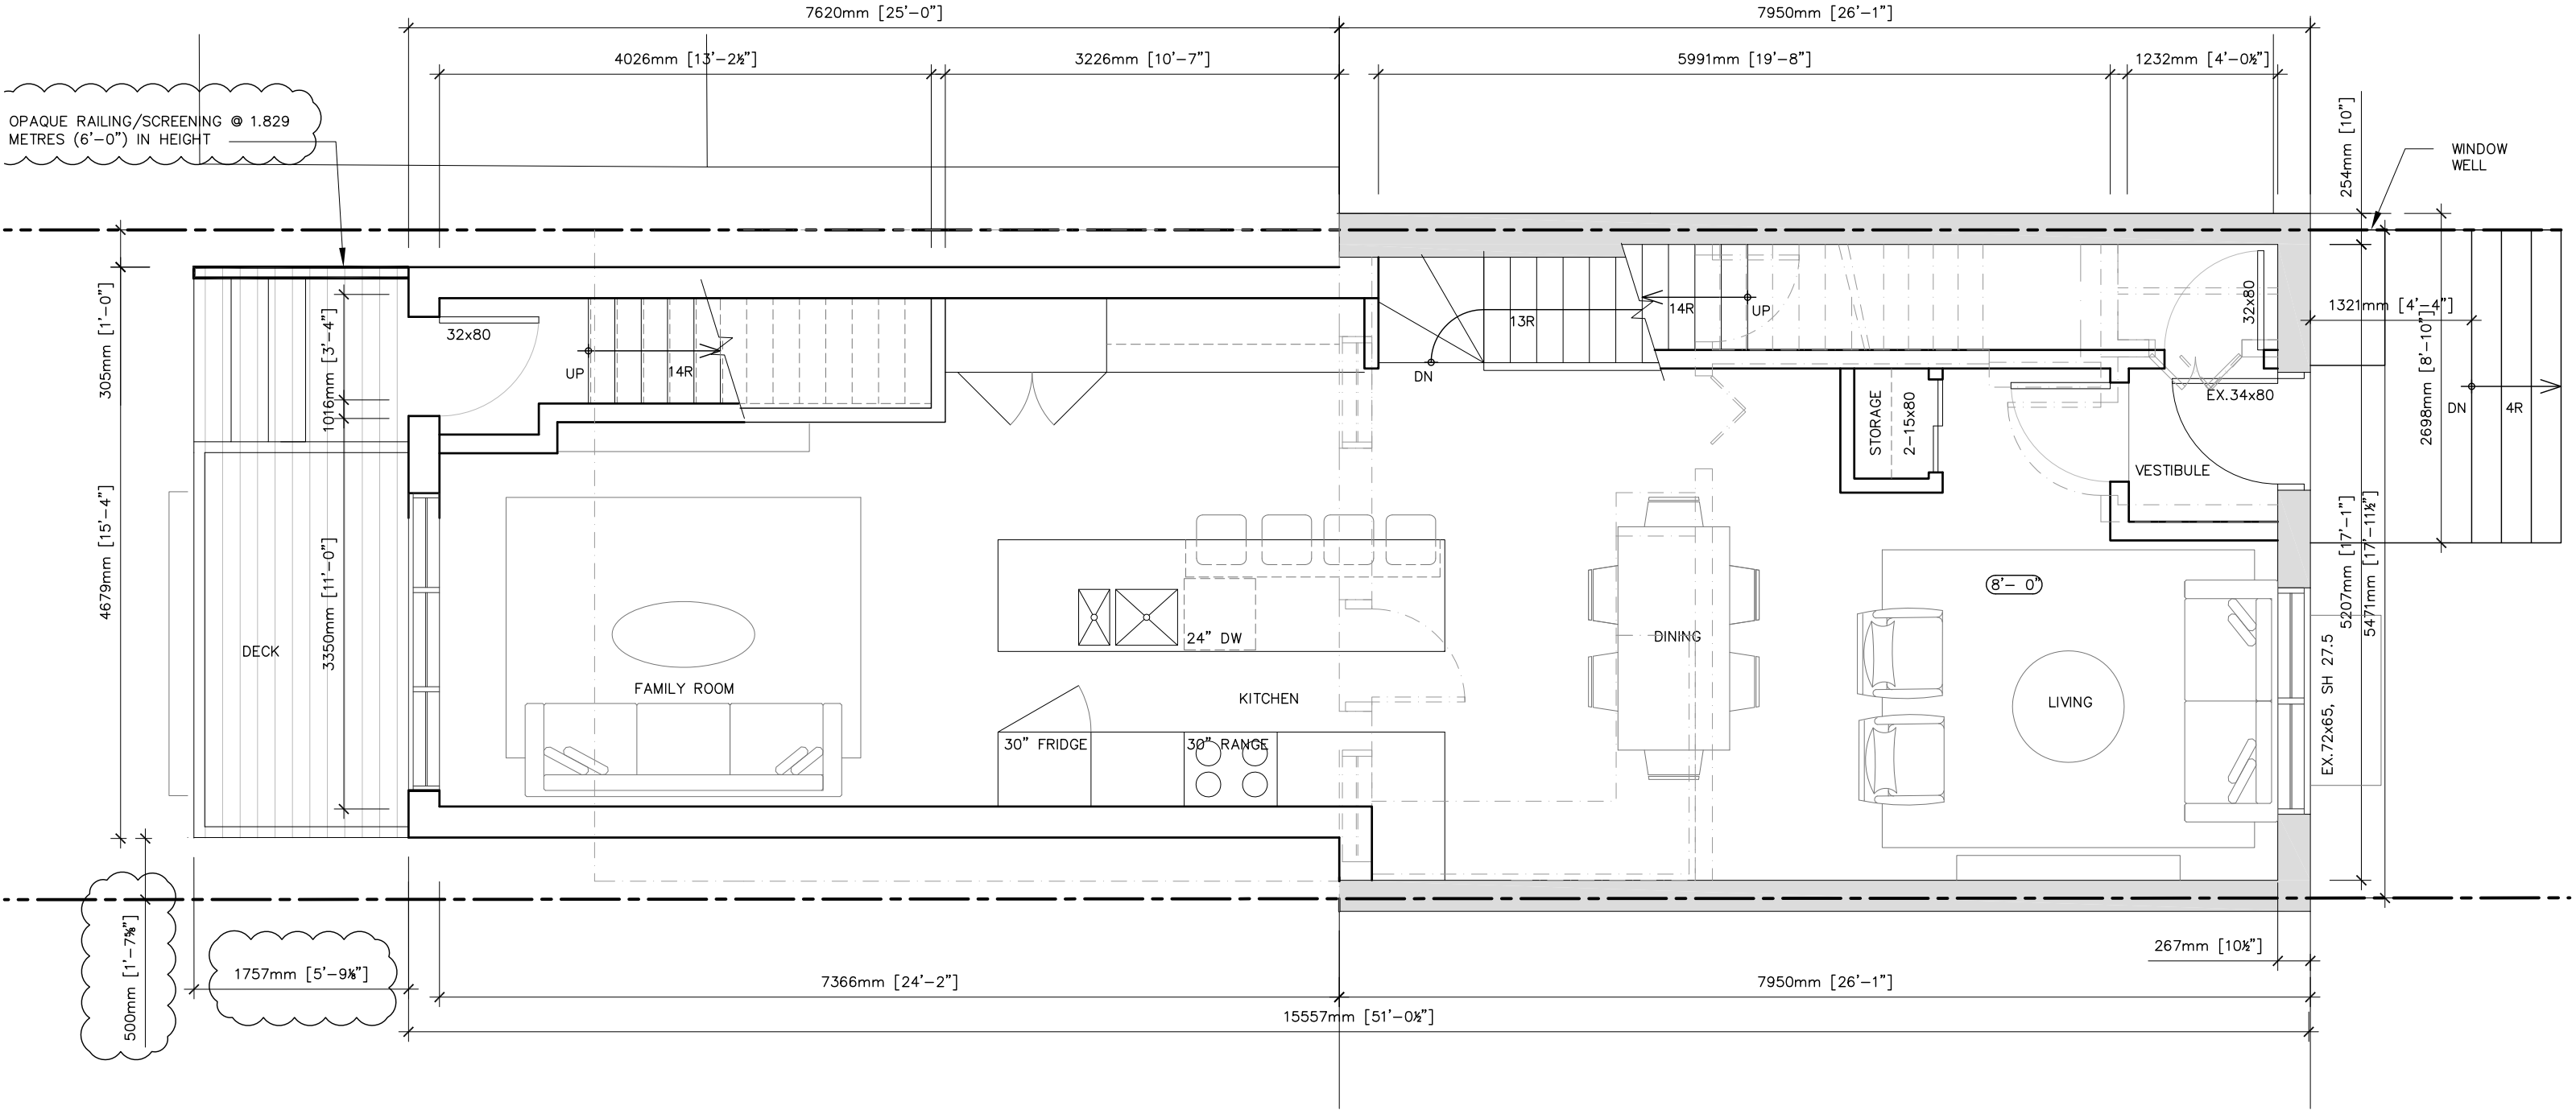 7620mm [25'-0"]
7950mm [26'-1"]
4026mm [13'-2½"]
3226mm [10'-7"]
5991mm [19'-8"]
1232mm [4'-0½"]
OPAQUE RAILING/SCREENING @ 1.829
METRES (6'-0") IN HEIGHT
254mm [10"]
WINDOW
WELL
305mm [1'-0"]
1016mm [3'-4"]
32x80
UP
14R
13R
DN
14R
UP
32x80
1321mm [4'-4"]
2698mm [8'-10"]
DN
4R
EX.34x80
STORAGE
2-15x80
VESTIBULE
4679mm [15'-4"]
3350mm [11'-0"]
5207mm [17'-1"]
5471mm [17'-11½"]
8'- 0"
DECK
FAMILY ROOM
24" DW
KITCHEN
30" FRIDGE
30" RANGE
DINING
LIVING
EX.72x65, SH 27.5
500mm [1'-7⅝"]
1757mm [5'-9⅛"]
267mm [10½"]
7366mm [24'-2"]
7950mm [26'-1"]
15557mm [51'-0½"]